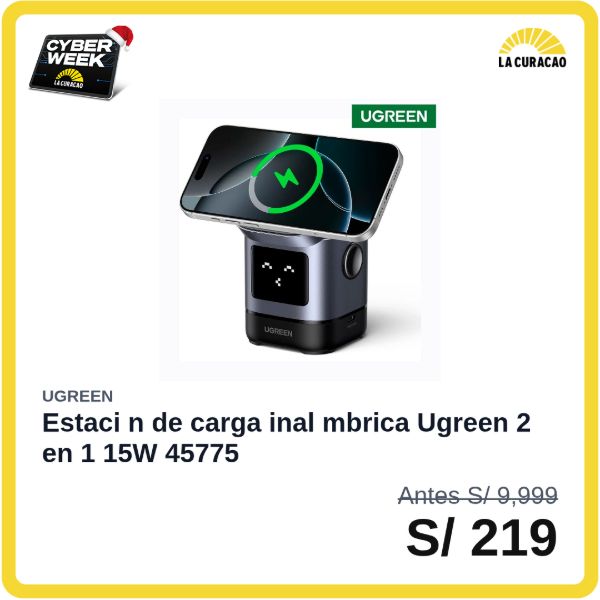 CYBER
WEEK
LA CURACAO
LA CURACAO
UGREEN
UGREEN
UGREEN
Estaci n de carga inal mbrica Ugreen 2
en 1 15W 45775
Antes S/ 9,999
S/ 219